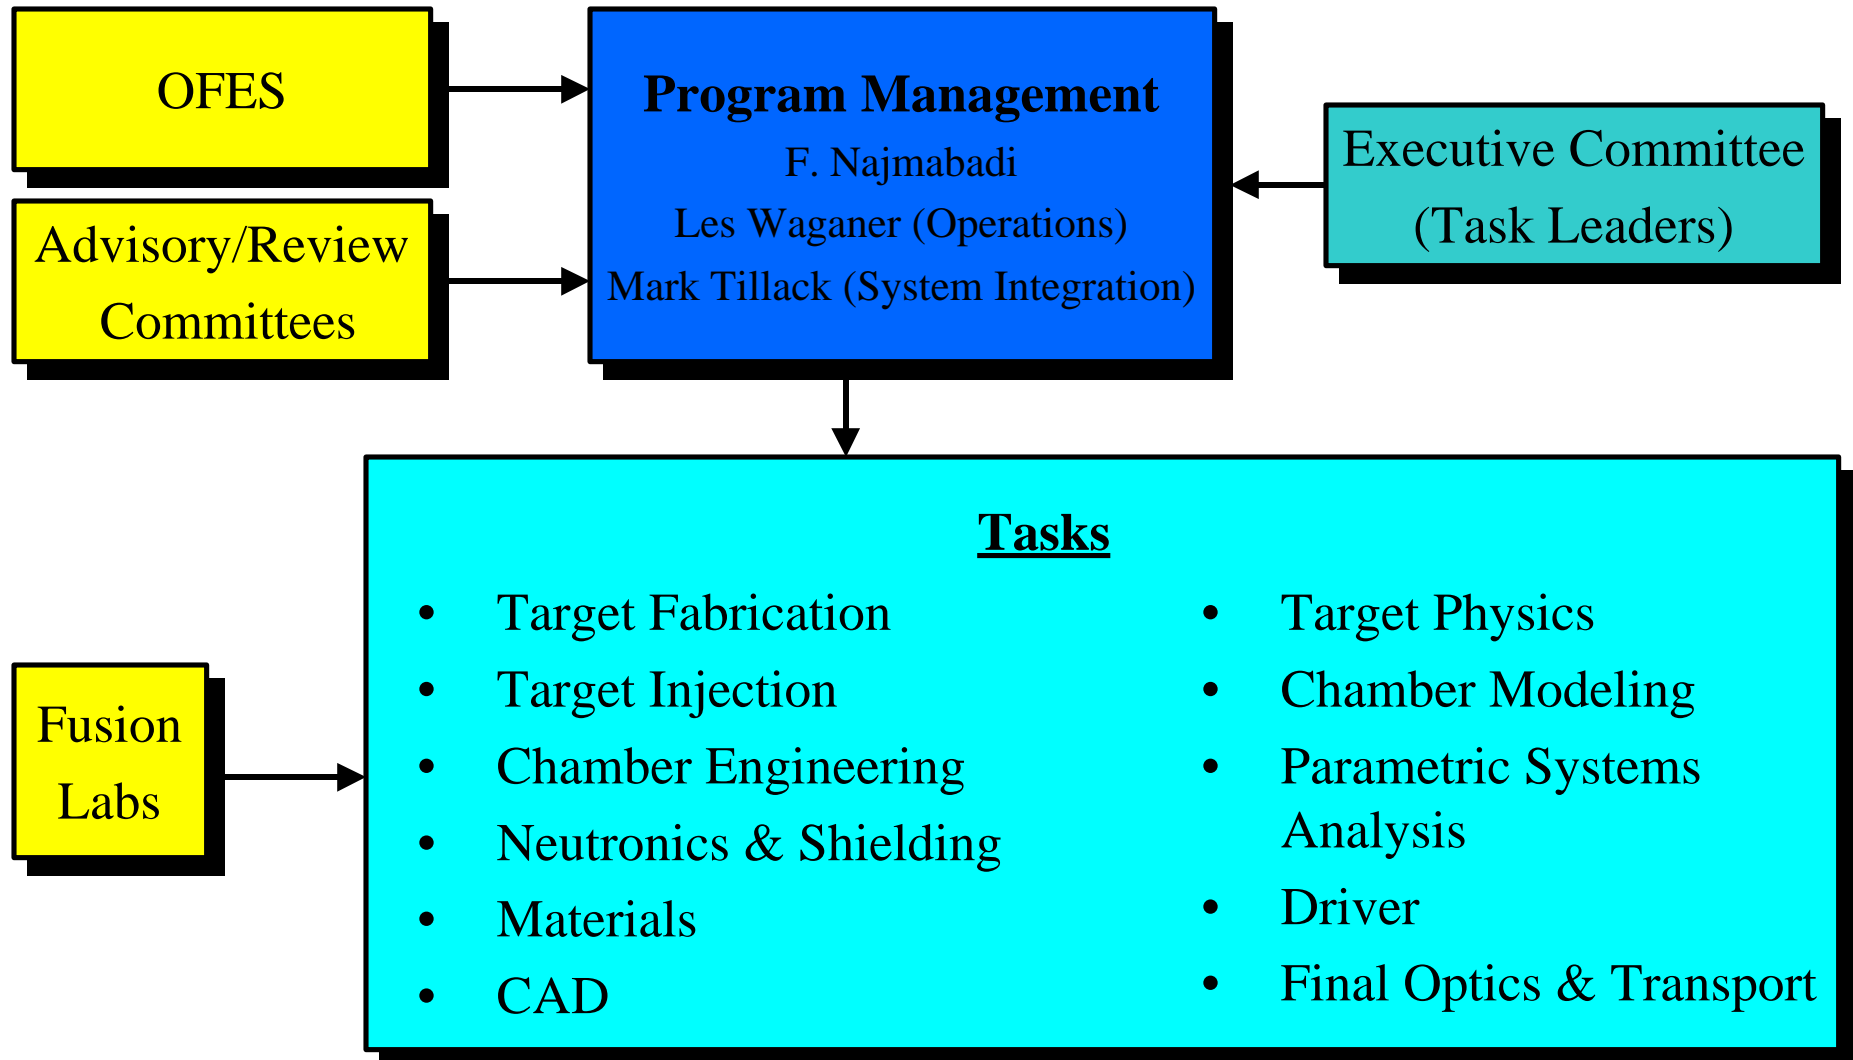 OFES
Advisory/Review
Committees
Program Management
F. Najmabadi
Les Waganer (Operations)
Mark Tillack (System Integration)
Executive Committee
(Task Leaders)
Fusion
Labs
Tasks
• Target Fabrication
• Target Injection
• Chamber Engineering
• Neutronics & Shielding
• Materials
• CAD
• Target Physics
• Chamber Modeling
• Parametric Systems
Analysis
• Driver
• Final Optics & Transport